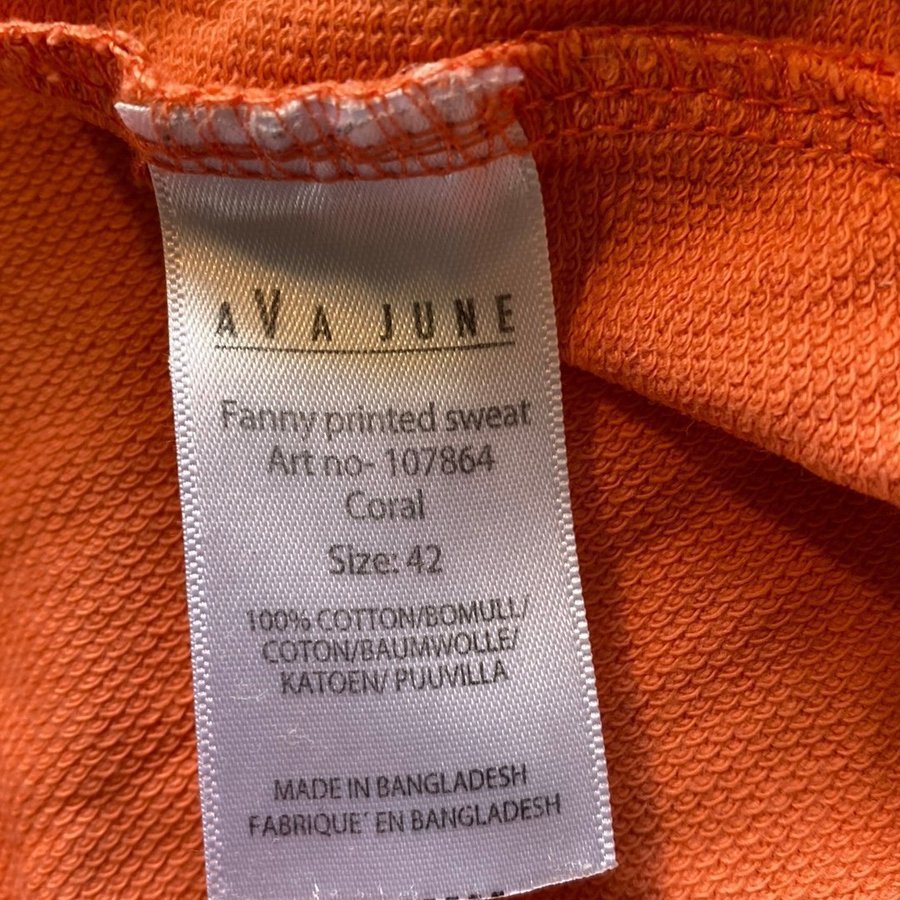 AVA JUNE
Fanny printed sweat
Art no- 107864
Coral
Size: 42
100% COTTON/BOMULL/
COTON/BAUMWOLLE/
KATOEN/ PUUVILLA
MADE IN BANGLADESH
FABRIQUE´ EN BANGLADESH